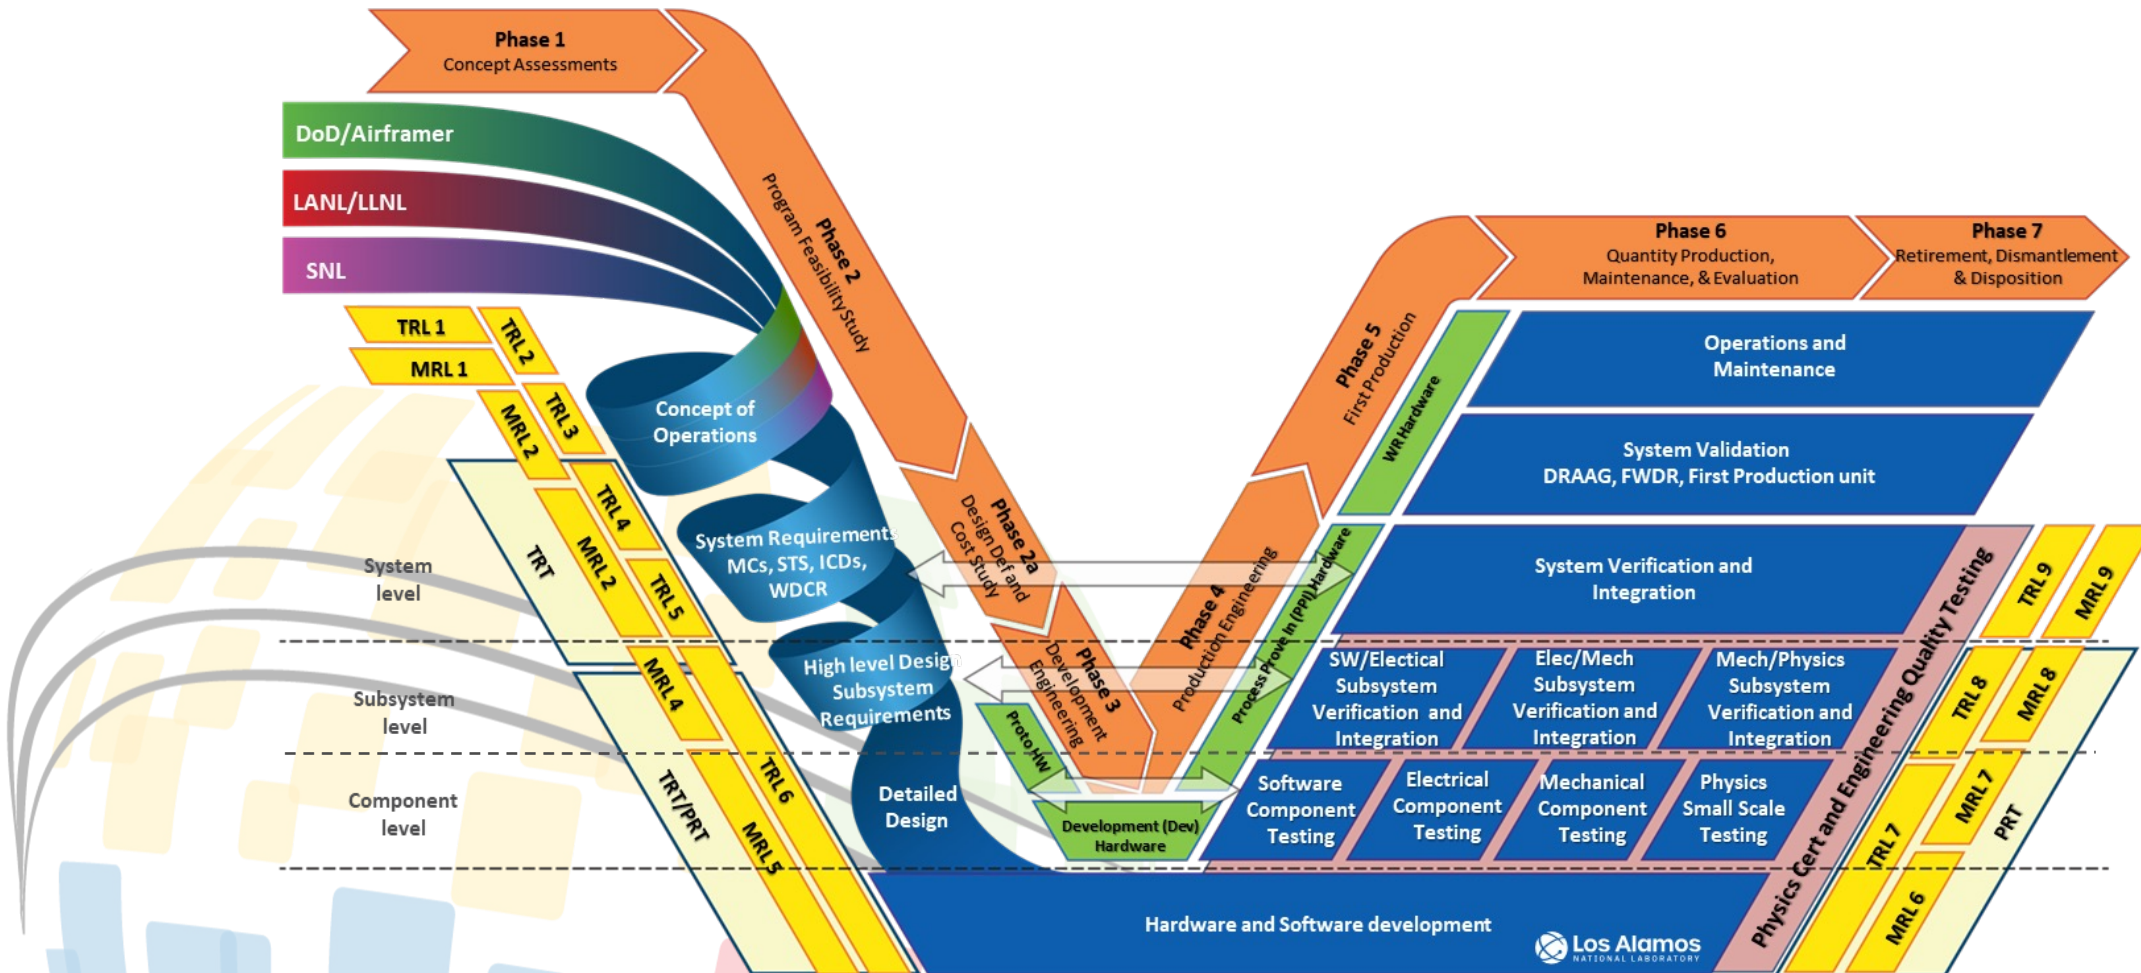 Phase 1
Concept Assessments
DoD/Airframer
LANL/LLNL
SNL
Phase 2
Program Feasibility Study
Phase 2a
Design Def and
Cost Study
Phase 3
Development
Engineering
Phase 4
Production Engineering
Phase 5
First Production
Phase 6
Quantity Production,
Maintenance, & Evaluation
Phase 7
Retirement, Dismantlement
& Disposition
TRL 1
TRL 2
MRL 1
TRL 3
MRL 2
TRL 4
MRL 2
TRT
TRL 5
MRL 4
TRL 6
MRL 5
TRT/PRT
System
level
Subsystem
level
Component
level
Concept of
Operations
System Requirements
MCs, STS, ICDs,
WDCR
High level Design
Subsystem
Requirements
Detailed
Design
Proto HW
Development (Dev)
Hardware
Process Prove In (PPI) Hardware
WR Hardware
Operations and
Maintenance
System Validation
DRAAG, FWDR, First Production unit
System Verification and
Integration
SW/Electical
Subsystem
Verification and
Integration
Elec/Mech
Subsystem
Verification and
Integration
Mech/Physics
Subsystem
Verification and
Integration
Software
Component
Testing
Electrical
Component
Testing
Mechanical
Component
Testing
Physics
Small Scale
Testing
Physics Cert and Engineering Quality Testing
TRL 9
MRL 9
TRL 8
MRL 8
TRL 7
MRL 7
MRL 6
PRT
Hardware and Software development
Los Alamos
NATIONAL LABORATORY